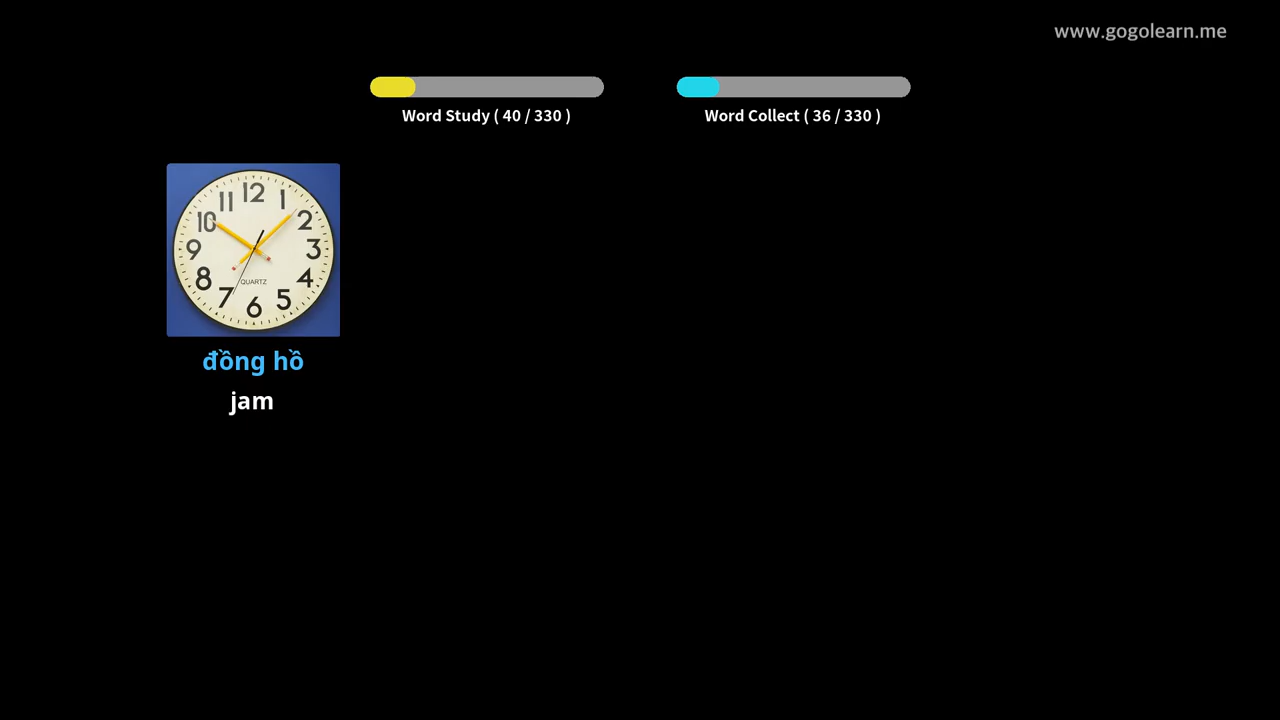 www.gogolearn.me
Word Study ( 40 / 330 )
Word Collect ( 36 / 330 )
12
11
1
10
2
9
3
8
4
QUARTZ
7
5
6
đồng hồ
jam